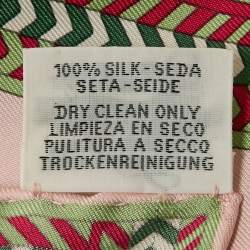 100% SILK-SEDA
SETA-SEIDE
DRY CLEAN ONLY
LIMPIEZA EN SECO
PULITURA A SECCO
TROCKENREINIGUNG